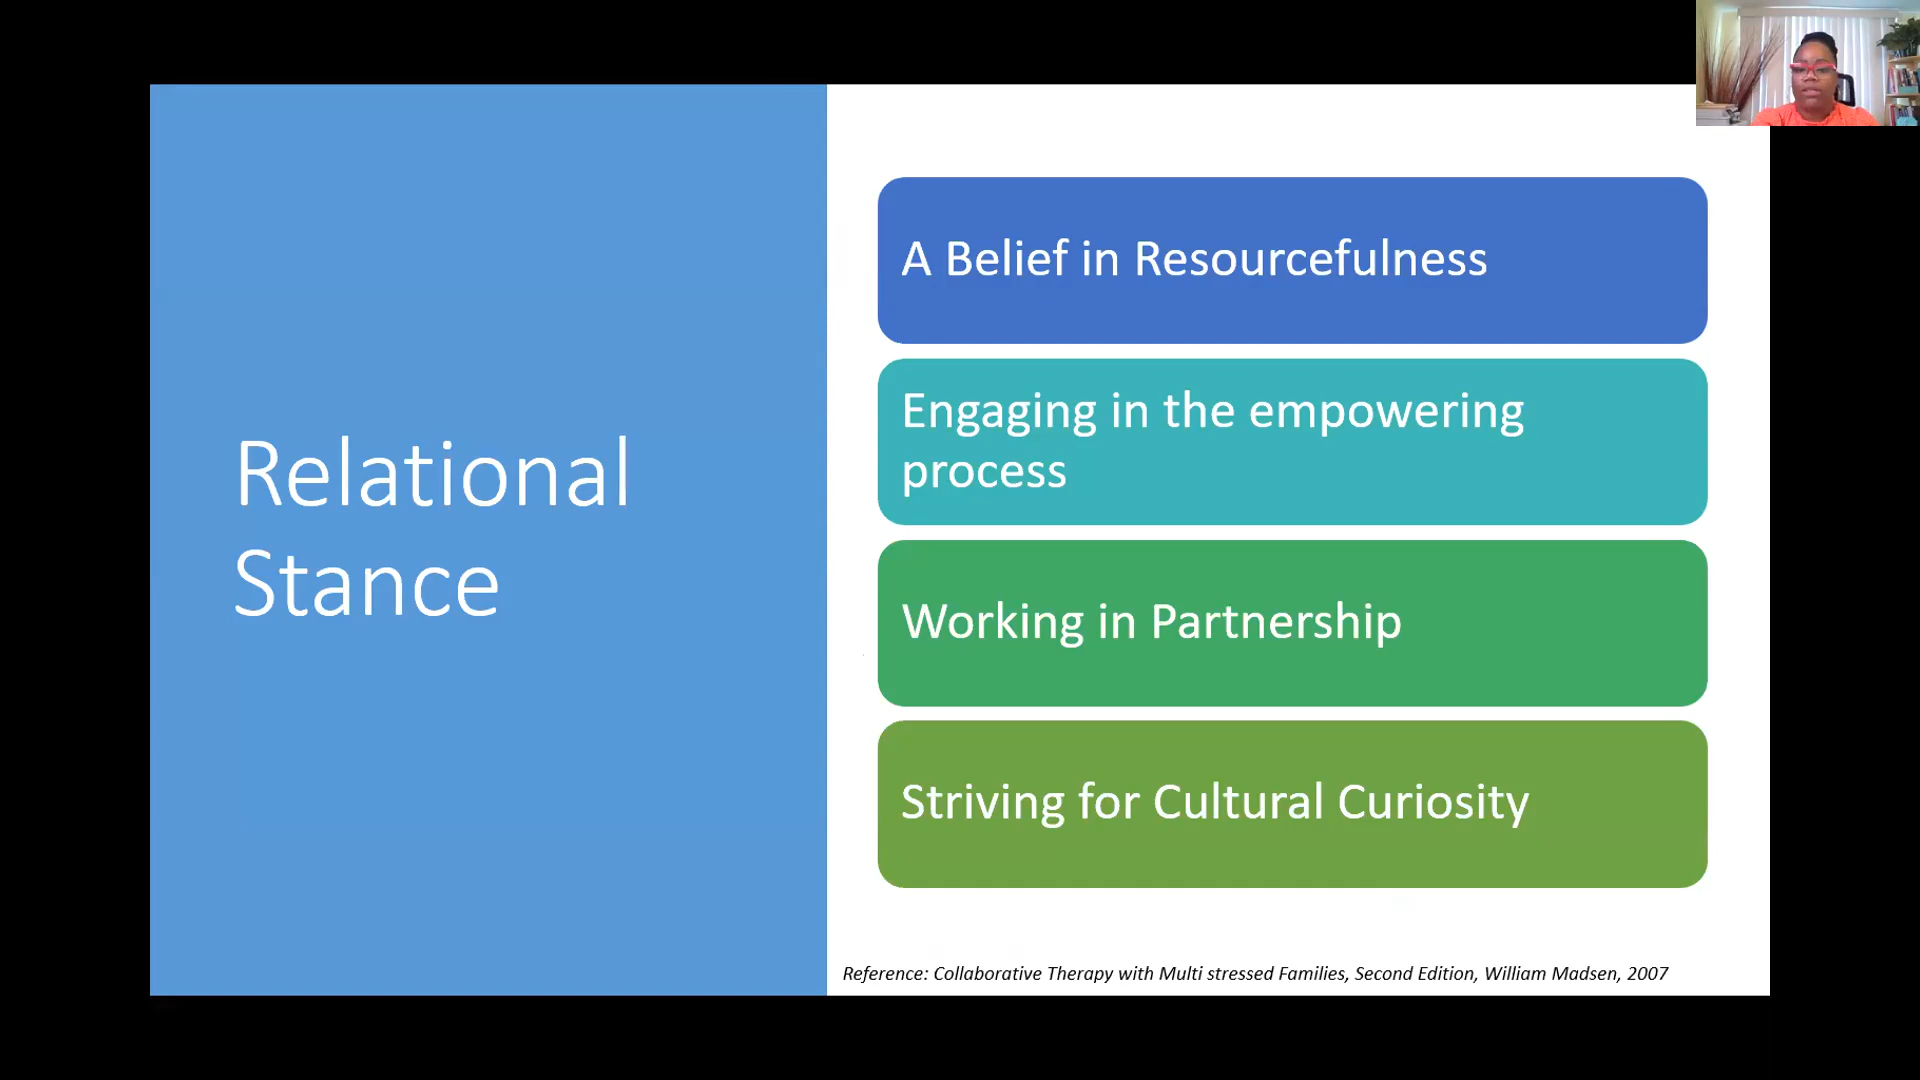 Relational
Stance
A Belief in Resourcefulness
Engaging in the empowering
process
Working in Partnership
Striving for Cultural Curiosity
Reference: Collaborative Therapy with Multi stressed Families, Second Edition, William Madsen, 2007